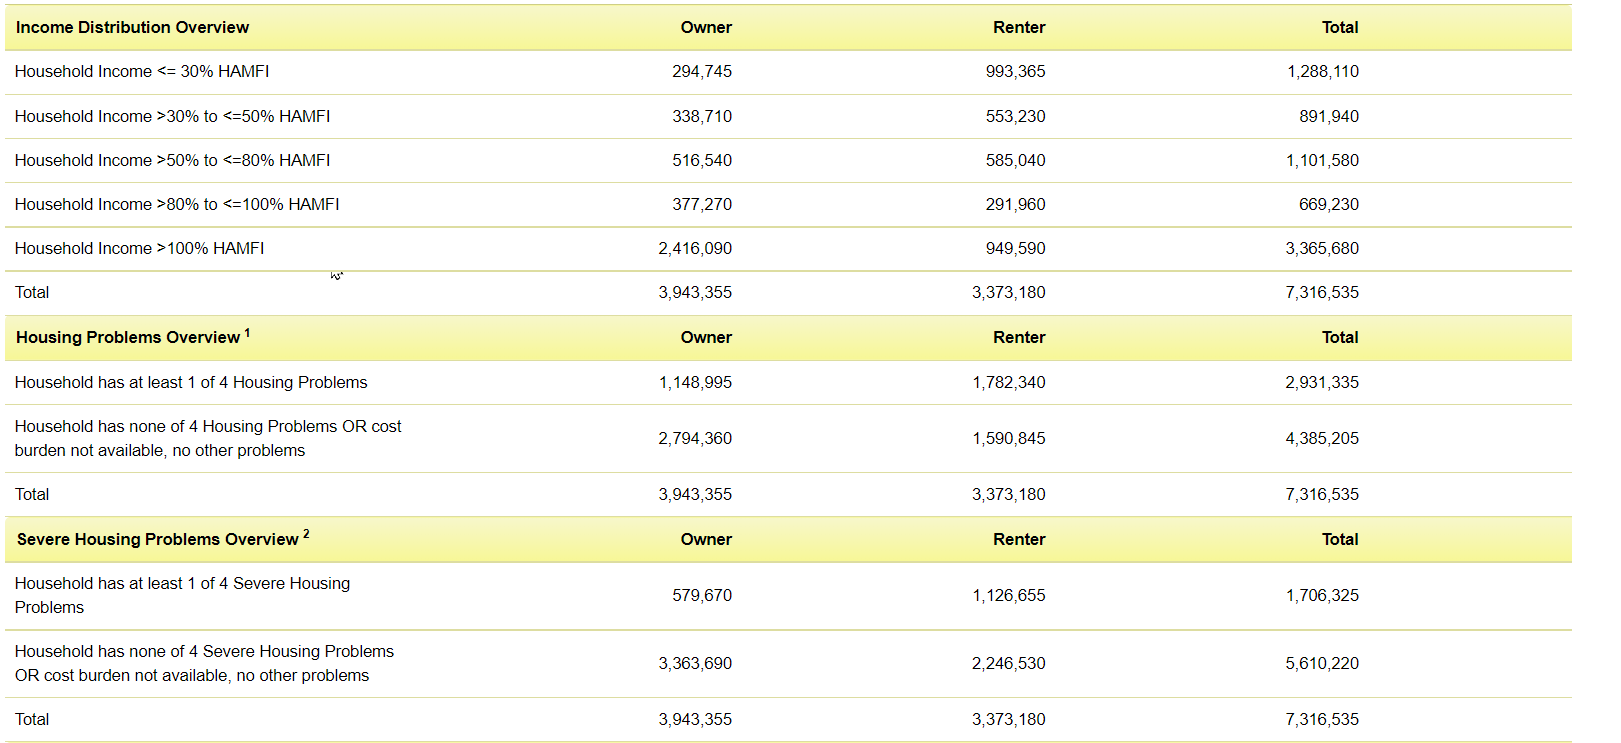 Income Distribution Overview Owner Renter Total
Household Income <= 30% HAMFI 294,745 993,365 1,288,110
Household Income >30% to <=50% HAMFI 338,710 553,230 891,940
Household Income >50% to <=80% HAMFI 516,540 585,040 1,101,580
Household Income >80% to <=100% HAMFI 377,270 291,960 669,230
Household Income >100% HAMFI 2,416,090 949,590 3,365,680
Total 3,943,355 3,373,180 7,316,535
Housing Problems Overview 1 Owner Renter Total
Household has at least 1 of 4 Housing Problems 1,148,995 1,782,340 2,931,335
Household has none of 4 Housing Problems OR cost
burden not available, no other problems 2,794,360 1,590,845 4,385,205
Total 3,943,355 3,373,180 7,316,535
Severe Housing Problems Overview 2 Owner Renter Total
Household has at least 1 of 4 Severe Housing
Problems 579,670 1,126,655 1,706,325
Household has none of 4 Severe Housing Problems
OR cost burden not available, no other problems 3,363,690 2,246,530 5,610,220
Total 3,943,355 3,373,180 7,316,535